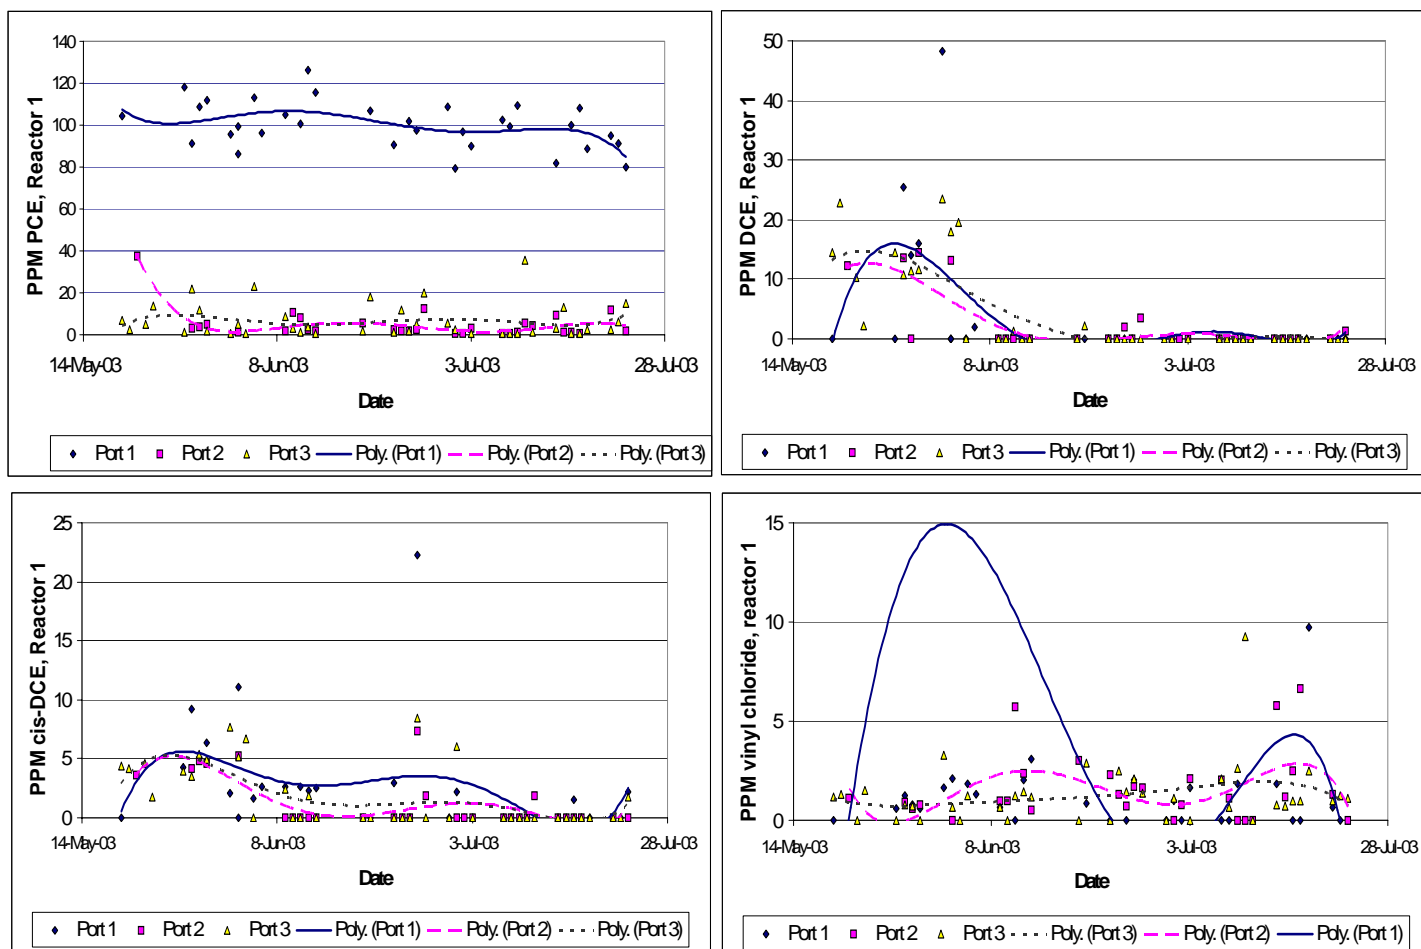 PPM PCE, Reactor 1
140
120
100
80
60
40
20
0
14-May-03 8-Jun-03 3-Jul-03 28-Jul-03
Date
Port 1 Port 2 Port 3 Poly. (Port 1) Poly. (Port 2) Poly. (Port 3)
PPM DCE, Reactor 1
50
40
30
20
10
0
14-May-03 8-Jun-03 3-Jul-03 28-Jul-03
Date
Port 1 Port 2 Port 3 Poly. (Port 1) Poly. (Port 2) Poly. (Port 3)
PPM cis-DCE, Reactor 1
25
20
15
10
5
0
14-May-03 8-Jun-03 3-Jul-03 28-Jul-03
Date
Port 1 Port 2 Port 3 Poly. (Port 1) Poly. (Port 2) Poly. (Port 3)
PPM vinyl chloride, reactor 1
15
10
5
0
14-May-03 8-Jun-03 3-Jul-03 28-Jul-03
Date
Port 1 Port 2 Port 3 Poly. (Port 3) Poly. (Port 2) Poly. (Port 1)